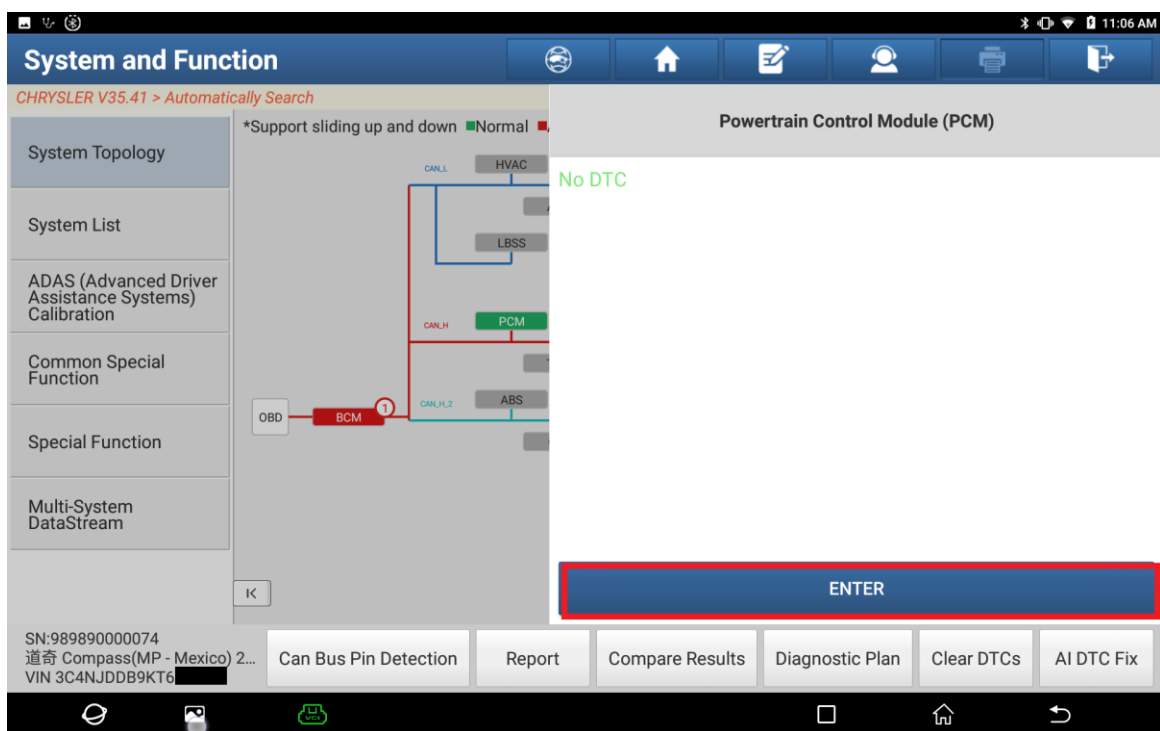 11:06 AM
System and Function
CHRYSLER V35.41 > Automatically Search
System Topology
System List
ADAS (Advanced Driver
Assistance Systems)
Calibration
Common Special
Function
Special Function
Multi-System
DataStream
*Support sliding up and down Normal
CAN_L
HVAC
LBSS
CAN_H
PCM
OBD
BCM
1
CAN_H_2
ABS
Powertrain Control Module (PCM)
No DTC
ENTER
SN:989890000074
道奇 Compass(MP - Mexico) 2...
VIN 3C4NJDDB9KT6
Can Bus Pin Detection
Report
Compare Results
Diagnostic Plan
Clear DTCs
AI DTC Fix
VCI